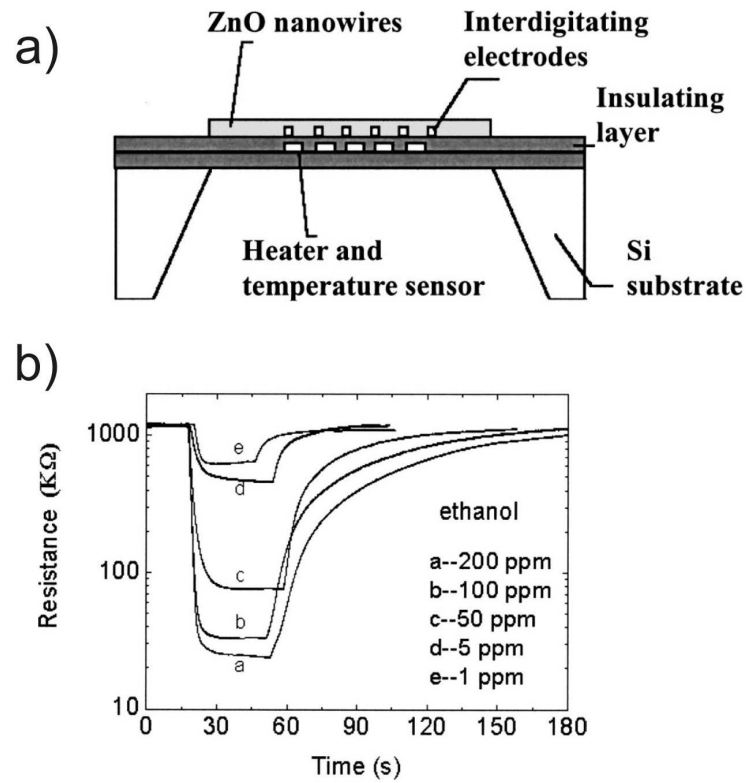 a)
ZnO nanowires
Interdigitating
electrodes
Insulating
layer
Heater and
temperature sensor
Si
substrate
b)
Resistance (KΩ)
1000
100
10
e
d
c
b
a
ethanol
a--200 ppm
b--100 ppm
c--50 ppm
d--5 ppm
e--1 ppm
0 30 60 90 120 150 180
Time (s)